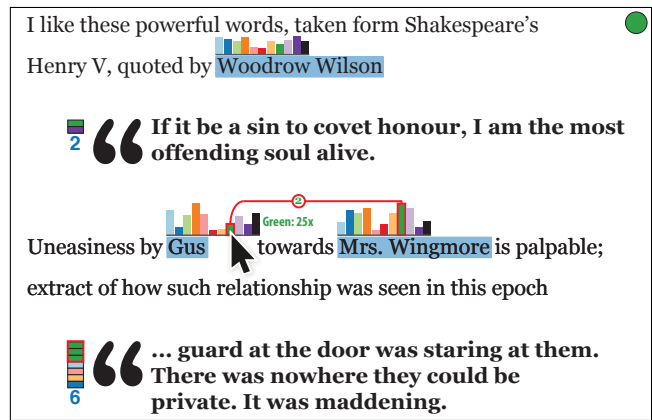 I like these powerful words, taken form Shakespeare's
Henry V, quoted by Woodrow Wilson
2
“ If it be a sin to covet honour, I am the most
offending soul alive.
2
Green: 25x
Uneasiness by Gus towards Mrs. Wingmore is palpable;
extract of how such relationship was seen in this epoch
6
“ ... guard at the door was staring at them.
There was nowhere they could be
private. It was maddening.